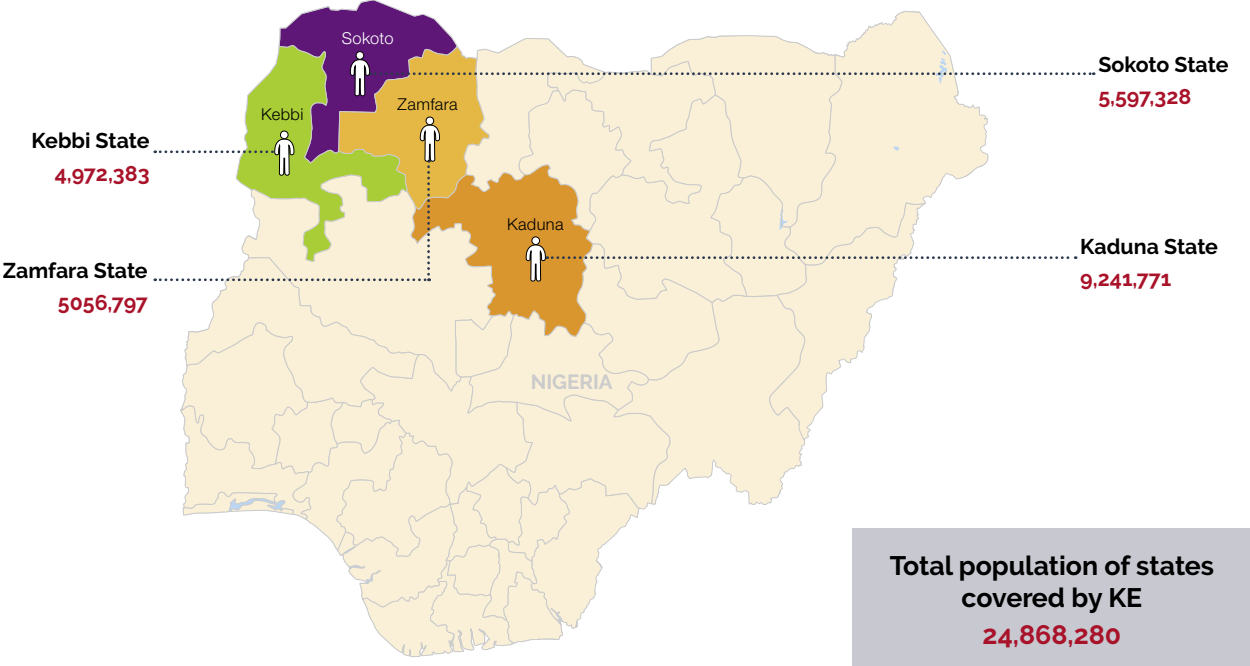 Sokoto
Sokoto State
5,597,328
Zamfara
Kebbi
Kebbi State
4,972,383
Kaduna
Kaduna State
9,241,771
Zamfara State
5056,797
NIGERIA
Total population of states
covered by KE
24,868,280